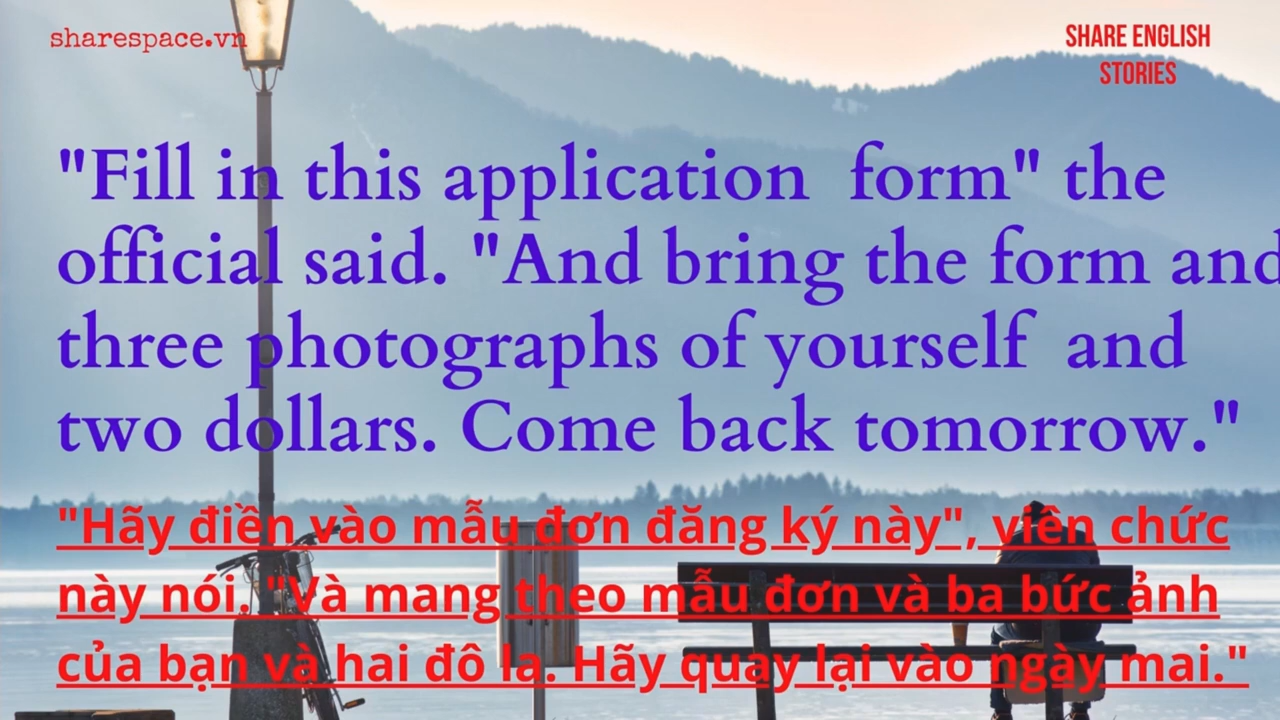 sharespace.vn
SHARE ENGLISH
STORIES
"Fill in this application form" the
official said. "And bring the form and
three photographs of yourself and
two dollars. Come back tomorrow."
"Hãy điền vào mẫu đơn đăng ký này", viên chức
này nói. "Và mang theo mẫu đơn và ba bức ảnh
của bạn và hai đô la. Hãy quay lại vào ngày mai."